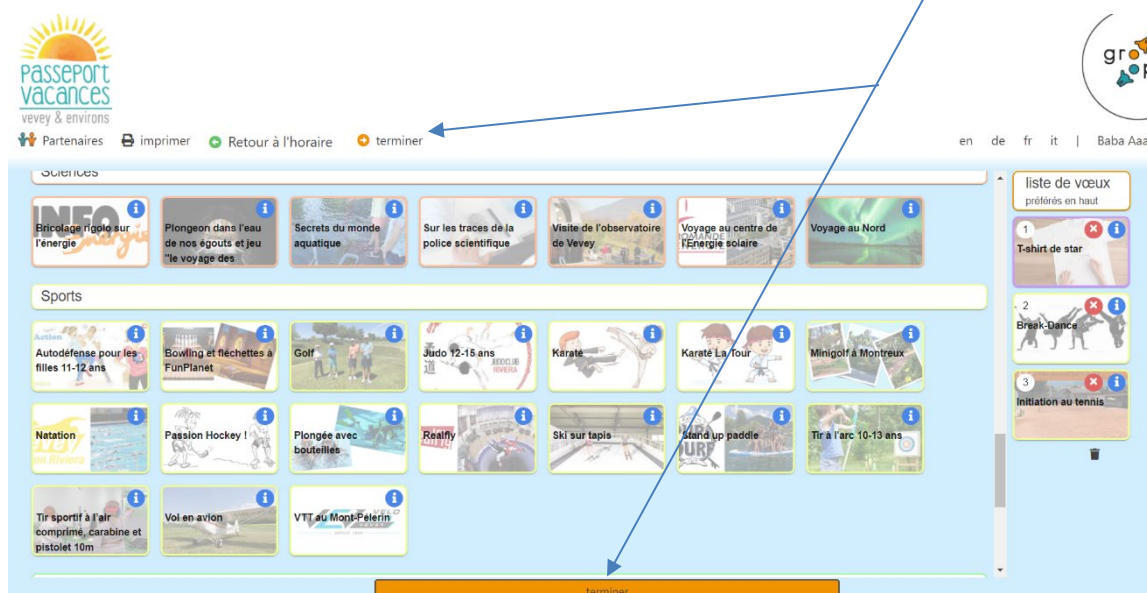 Passeport
vacances
vevey & environs
gro
op
Partenaires imprimer Retour à l'horaire terminer
en de fr it | Baba Aaa
Sciences
Bricolage rigolo sur
l'énergie
Plongeon dans l'eau
de nos égouts et jeu
"le voyage des
Secrets du monde
aquatique
Sur les traces de la
police scientifique
Visite de l'observatoire
de Vevey
Voyage au centre de
l'Energie solaire
Voyage au Nord
Sports
Autodéfense pour les
filles 11-12 ans
Bowling et fléchettes à
FunPlanet
Golf
Judo 12-15 ans
JUDOCLUB
RIVIERA
Karaté
Karaté La Tour
Minigolf à Montreux
Natation
Passion Hockey !
Plongée avec
bouteilles
Realfly
Ski sur tapis
Stand up paddle
Tir à l'arc 10-13 ans
Tir sportif à l'air
comprimé, carabine et
pistolet 10m
Vol en avion
VTT au Mont-Pèlerin
liste de vœux
préférés en haut
1
T-shirt de star
2
Break-Dance
3
Initiation au tennis
terminer